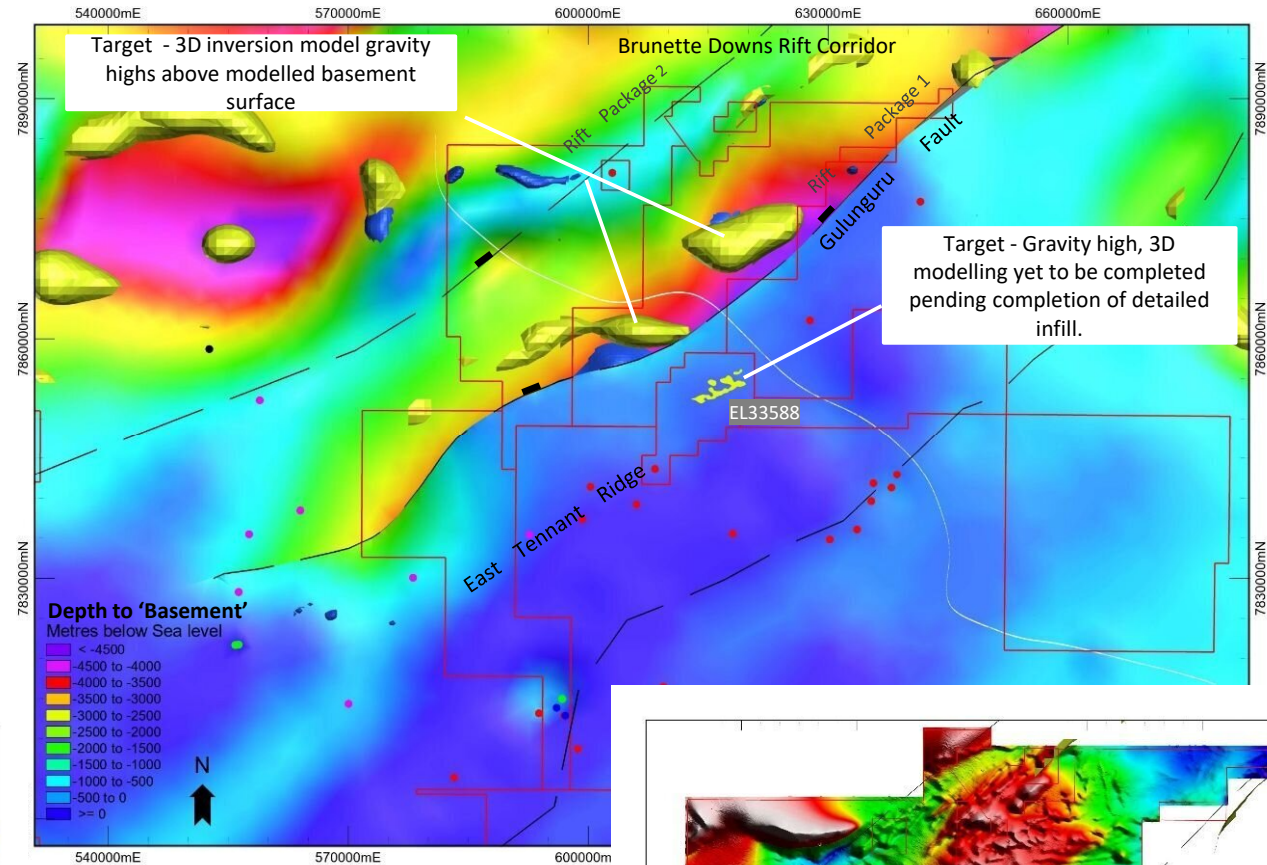 540000mE
570000mE
600000mE
630000mE
660000mE
Target - 3D inversion model gravity
highs above modelled basement
surface
Brunette Downs Rift Corridor
7890000mN
7890000mN
Rift Package 2
Rift Package 1
Gulunguru Fault
Target - Gravity high, 3D
modelling yet to be completed
pending completion of detailed
infill.
7860000mN
7860000mN
EL33588
East Tennant Ridge
7830000mN
7830000mN
Depth to 'Basement'
Metres below Sea level
< -4500
-4500 to -4000
-4000 to -3500
-3500 to -3000
-3000 to -2500
-2500 to -2000
-2000 to -1500
-1500 to -1000
-1000 to -500
-500 to 0
>= 0
N
540000mE
570000mE
600000m